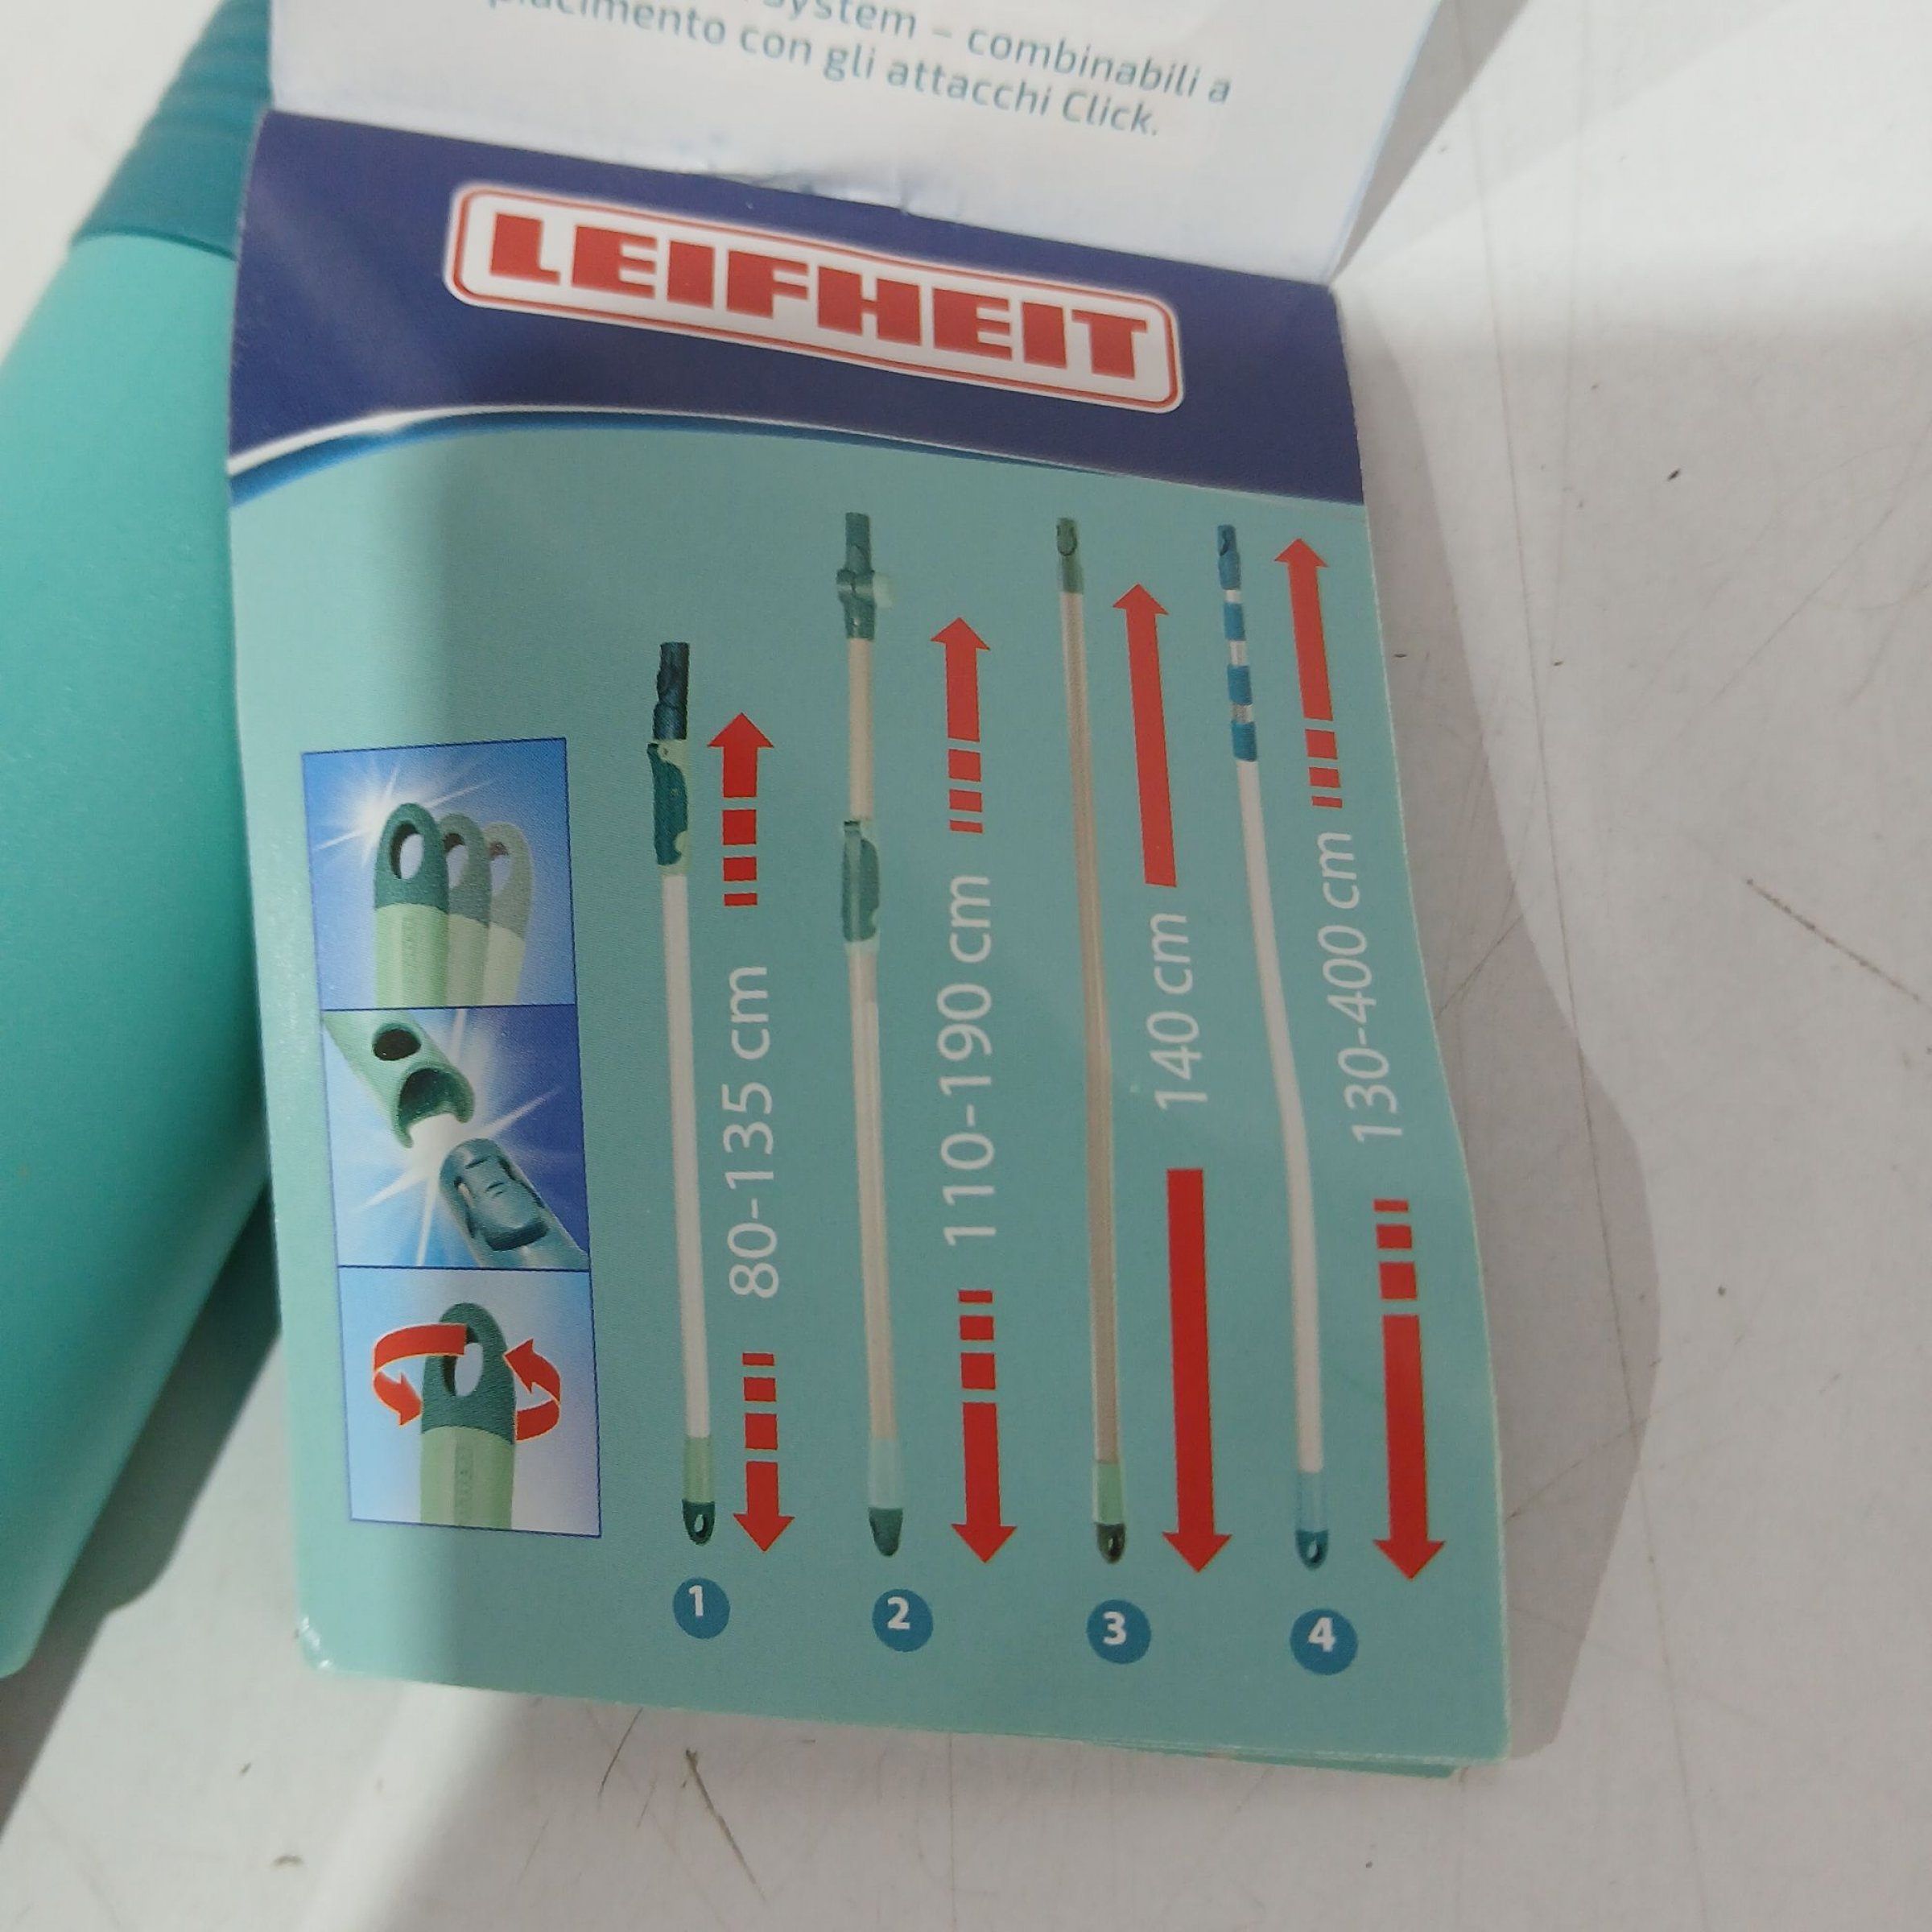 system – combinabili a
con gli attacchi Click.
LEIFHEIT
80-135 cm
110-190 cm
140 cm
130-400 cm
1
2
3
4